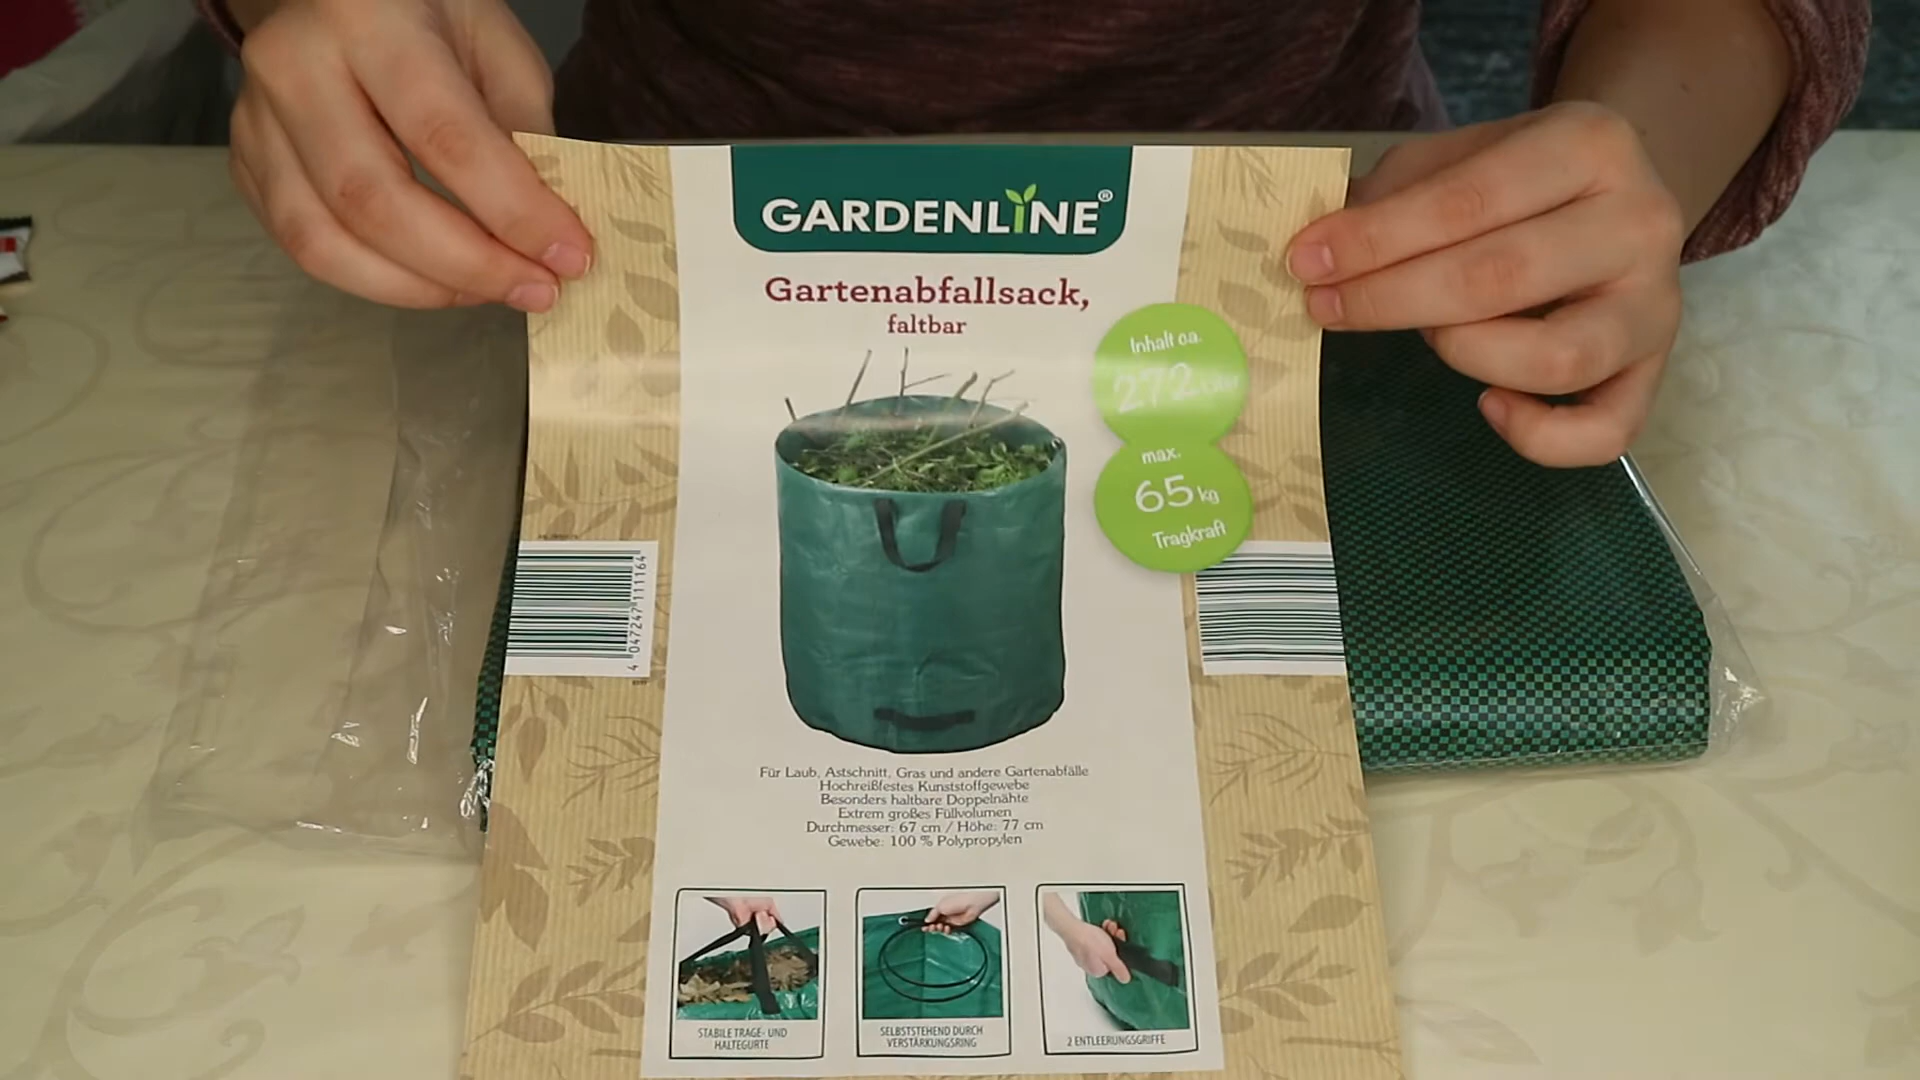 GARDENLINE®
Gartenabfallsack,
faltbar
Inhalt ca.
272 Liter
max.
65 kg
Tragkraft
4 047247 111164
Für Laub, Astschnitt, Gras und andere Gartenabfälle
Hochreißfestes Kunststoffgewebe
Besonders haltbare Doppelnähte
Extrem großes Füllvolumen
Durchmesser: 67 cm / Höhe: 77 cm
Gewebe: 100 % Polypropylen
STABILE TRAGE- UND
HALTEGURTE
SELBSTSTEHEND DURCH
VERSTÄRKUNGSRING
2 ENTLEERUNGSGRIFFE